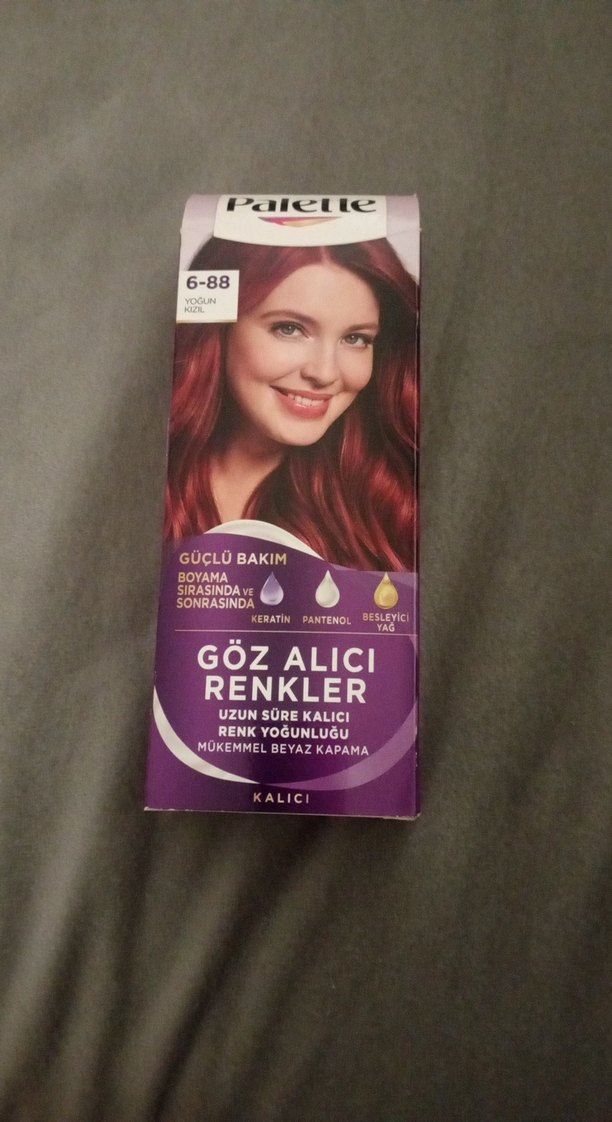 Palette
6-88
YOĞUN
KIZIL
GÜÇLÜ BAKIM
BOYAMA
SIRASINDA VE
SONRASINDA
KERATİN
PANTENOL
BESLEYİCİ
YAĞ
GÖZ ALICI
RENKLER
UZUN SÜRE KALICI
RENK YOĞUNLUĞU
MÜKEMMEL BEYAZ KAPAMA
KALICI